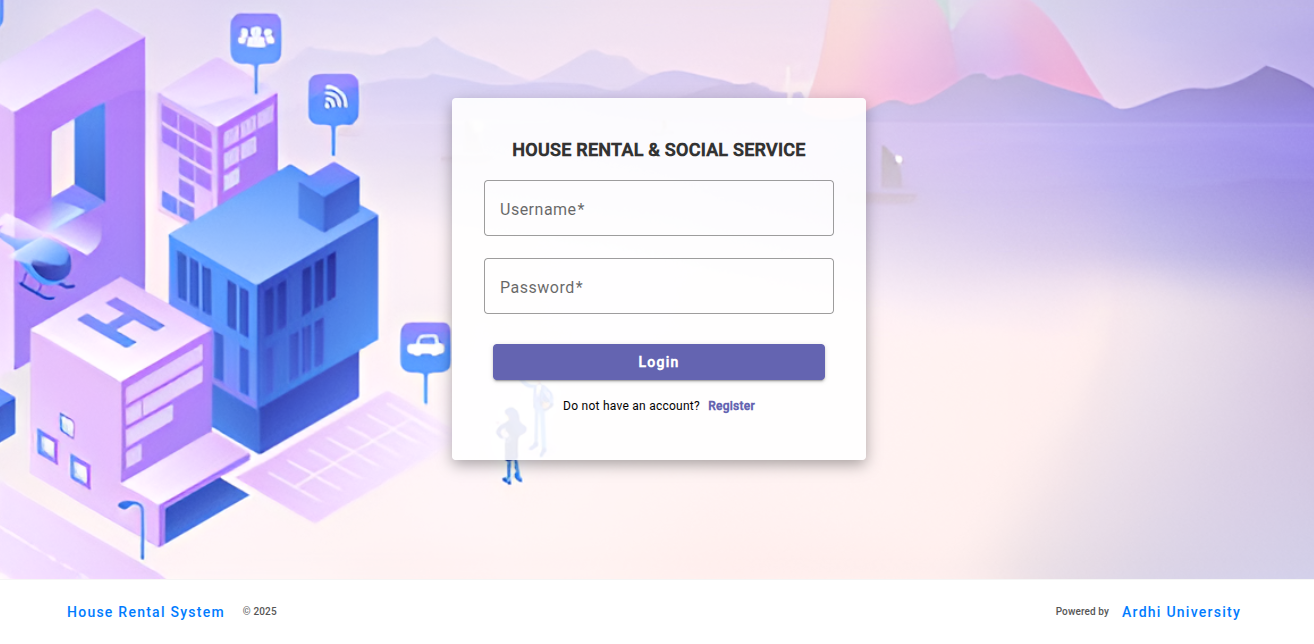 HOUSE RENTAL & SOCIAL SERVICE
Username*
Password*
Login
Do not have an account? Register
House Rental System © 2025
Powered by Ardhi University